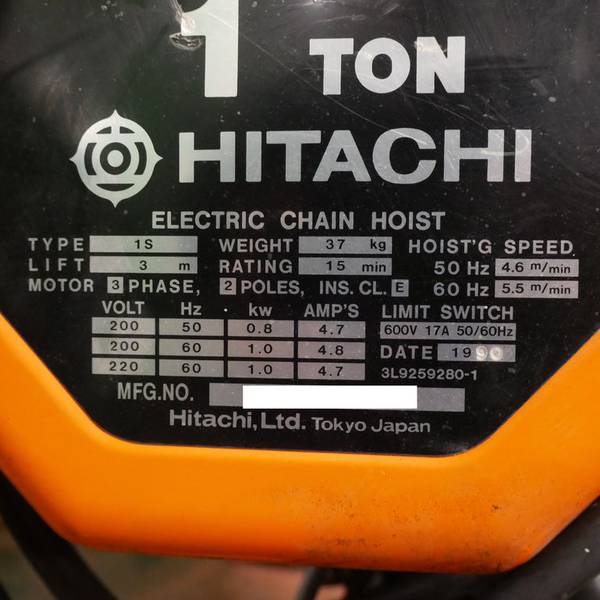 1 TON
HITACHI
ELECTRIC CHAIN HOIST
TYPE 1S WEIGHT 37 kg HOIST'G SPEED
LIFT 3 m RATING 15 min 50 Hz 4.6 m/min
MOTOR 3 PHASE, 2 POLES, INS. CL. E 60 Hz 5.5 m/min
VOLT Hz kw AMP'S LIMIT SWITCH
200 50 0.8 4.7 600V 17A 50/60Hz
200 60 1.0 4.8 DATE 1990
220 60 1.0 4.7 3L9259280-1
MFG.NO.
Hitachi, Ltd. Tokyo Japan